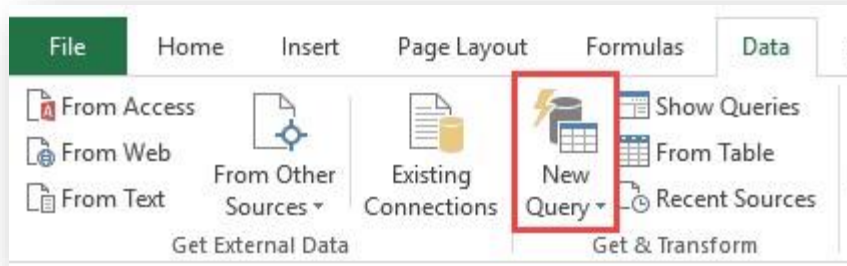 File Home Insert Page Layout Formulas Data
From Access
From Web
From Text
From Other
Sources
Existing
Connections
New
Query
Show Queries
From Table
Recent Sources
Get External Data
Get & Transform